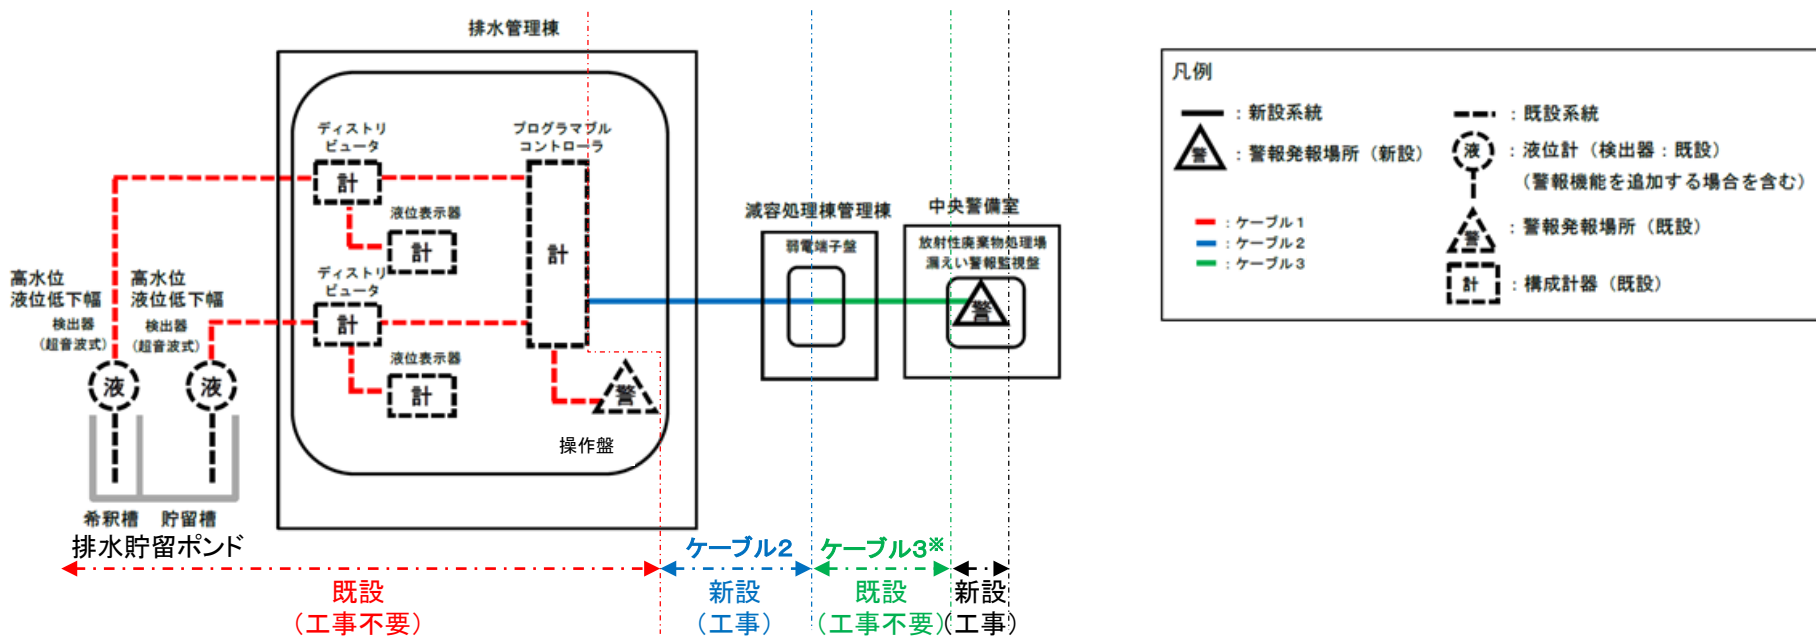 排水管理棟
ディストリ
ビュータ
計
プログラマブル
コントローラ
計
液位表示器
計
ディストリ
ビュータ
計
液位表示器
計
警
操作盤
高水位
液位低下幅
検出器
(超音波式)
液
高水位
液位低下幅
検出器
(超音波式)
液
希釈槽
貯留槽
排水貯留ポンド
減容処理棟管理棟
弱電端子盤
中央警備室
放射性廃棄物処理場
漏えい警報監視盤
警
既設
(工事不要)
ケーブル2
新設
(工事)
ケーブル3※
既設
(工事不要)
新設
(工事)
凡例
:新設系統
警
:警報発報場所(新設)
:ケーブル1
:ケーブル2
:ケーブル3
:既設系統
液
:液位計(検出器:既設)
(警報機能を追加する場合を含む)
警
:警報発報場所(既設)
計
:構成計器(既設)